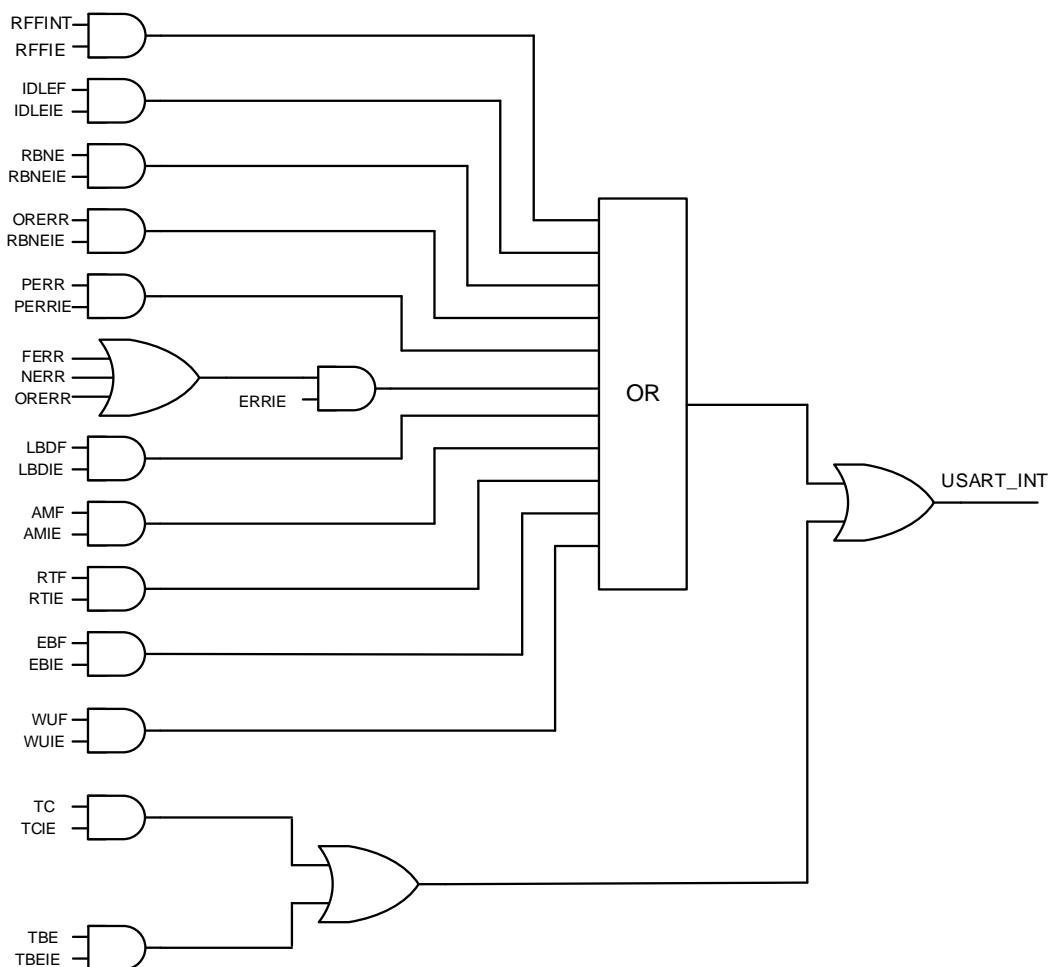 RFFINT
RFFIE
IDLEF
IDLEIE
RBNE
RBNEIE
ORERR
RBNEIE
PERR
PERRIE
FERR
NERR
ORERR
ERRIE
OR
LBDF
LBDIE
USART_INT
AMF
AMIE
RTF
RTIE
EBF
EBIE
WUF
WUIE
TC
TCIE
TBE
TBEIE